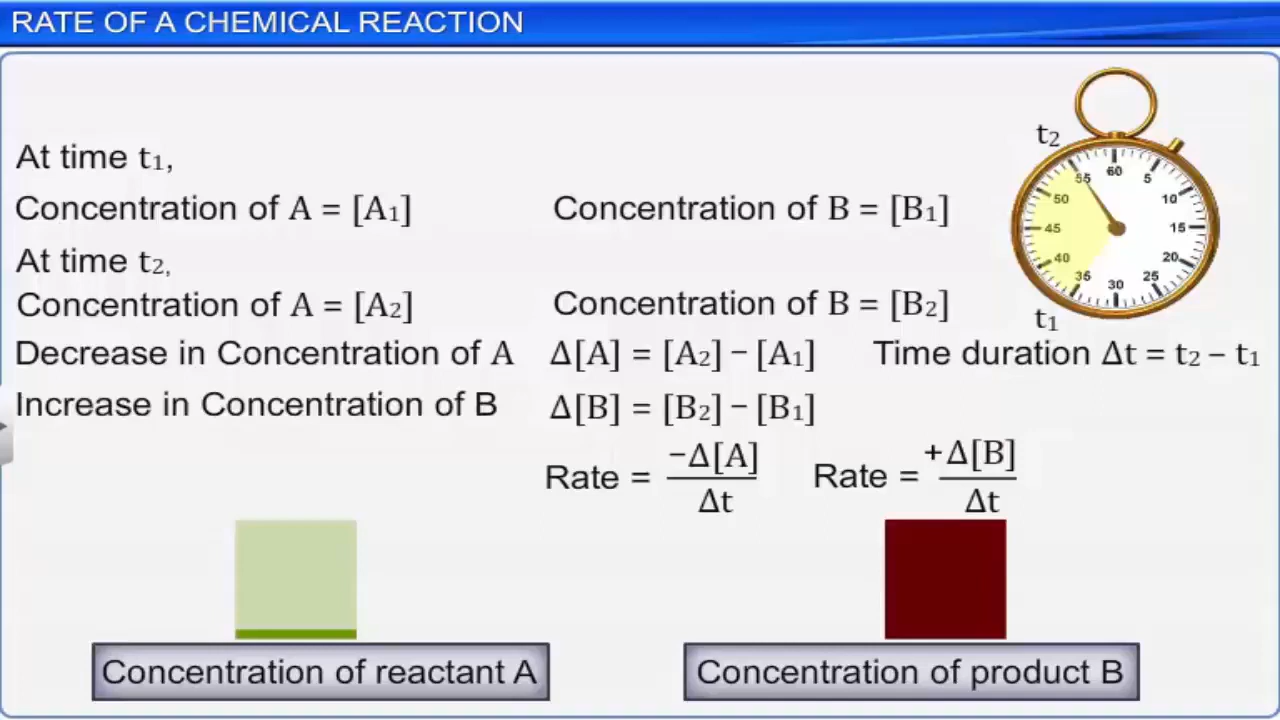 RATE OF A CHEMICAL REACTION
At time t₁,
Concentration of A = [A₁] Concentration of B = [B₁]
At time t₂,
Concentration of A = [A₂] Concentration of B = [B₂]
Decrease in Concentration of A Δ[A] = [A₂] − [A₁] Time duration Δt = t₂ − t₁
Increase in Concentration of B Δ[B] = [B₂] − [B₁]
Rate = −Δ[A]/Δt Rate = +Δ[B]/Δt
t₂
60
5
10
15
20
25
30
35
40
45
50
55
t₁
Concentration of reactant A
Concentration of product B